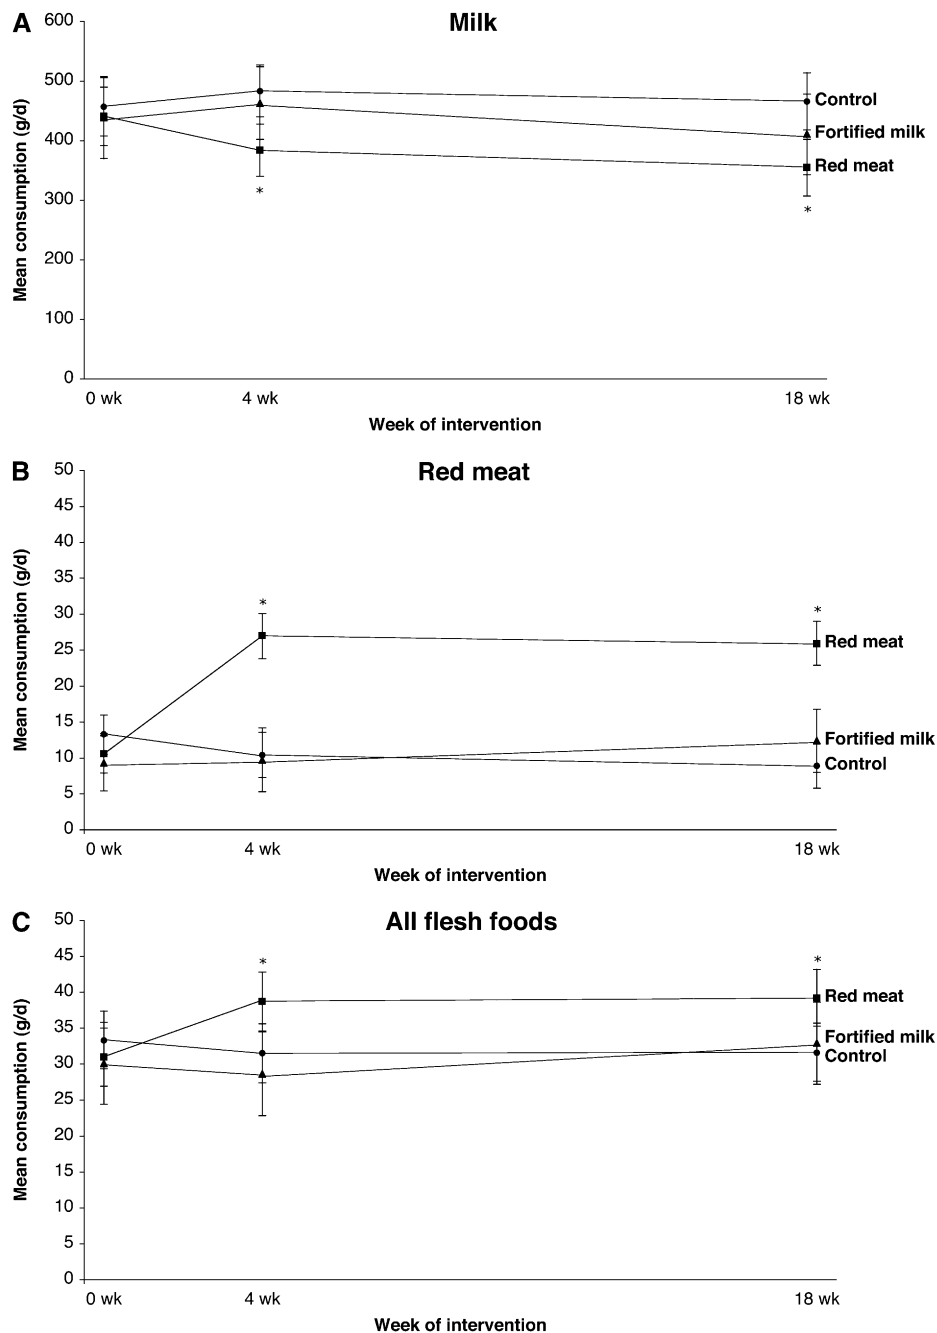 A
Milk
600
500
400
300
200
100
0
Mean consumption (g/d)
Control
Fortified milk
Red meat
*
*
0 wk 4 wk 18 wk
Week of intervention
B
Red meat
50
45
40
35
30
25
20
15
10
5
0
Mean consumption (g/d)
*
*
Red meat
Fortified milk
Control
0 wk 4 wk 18 wk
Week of intervention
C
All flesh foods
50
45
40
35
30
25
20
15
10
5
0
Mean consumption (g/d)
*
*
Red meat
Fortified milk
Control
0 wk 4 wk 18 wk
Week of intervention